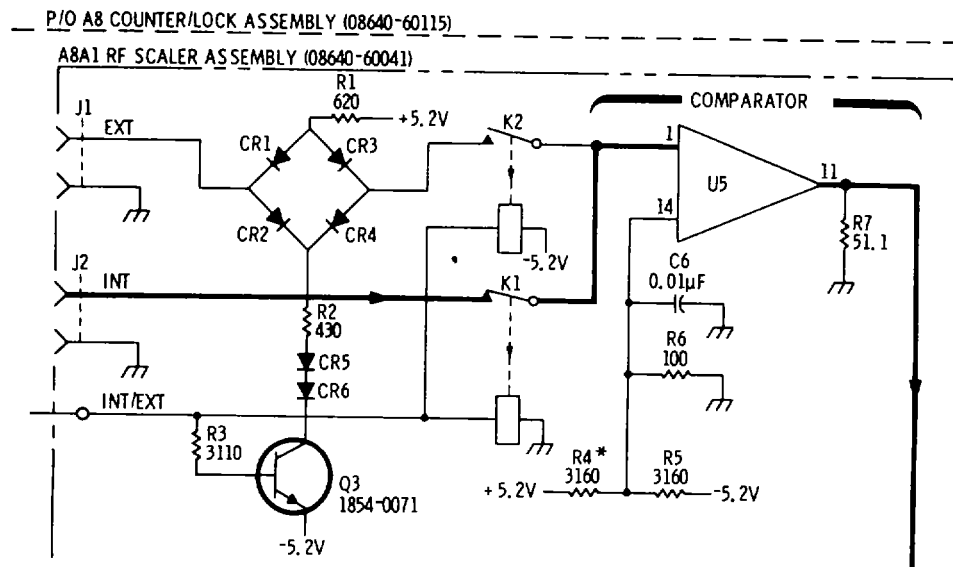 P/O A8 COUNTER/LOCK ASSEMBLY (08640-60115)
A8A1 RF SCALER ASSEMBLY (08640-60041)
J1
EXT
R1
620
+5.2V
CR1
CR3
CR2
CR4
K2
-5.2V
COMPARATOR
1
U5
14
11
R7
51.1
C6
0.01µF
R6
100
J2
INT
K1
R2
430
CR5
CR6
INT/EXT
R3
3110
Q3
1854-0071
-5.2V
+5.2V
R4*
3160
R5
3160
-5.2V